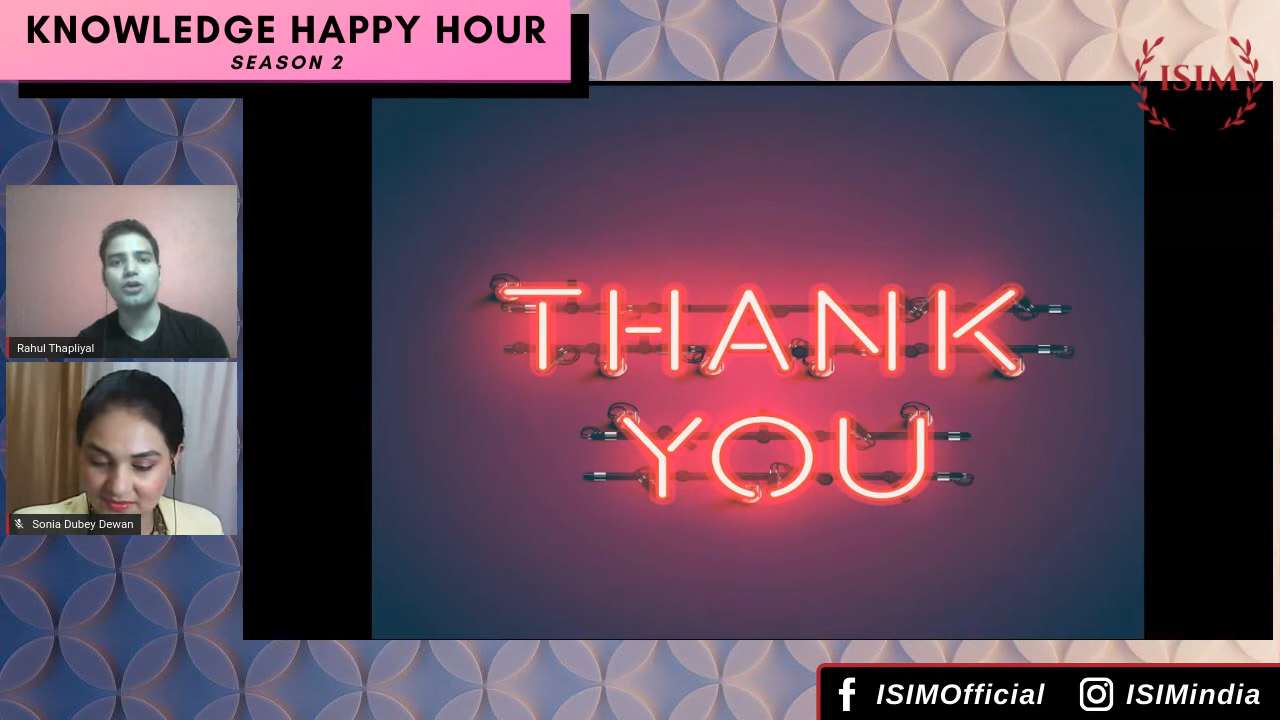 KNOWLEDGE HAPPY HOUR
SEASON 2
ISIM
Rahul Thapliyal
Sonia Dubey Dewan
THANK
YOU
ISIMOfficial
ISIMindia